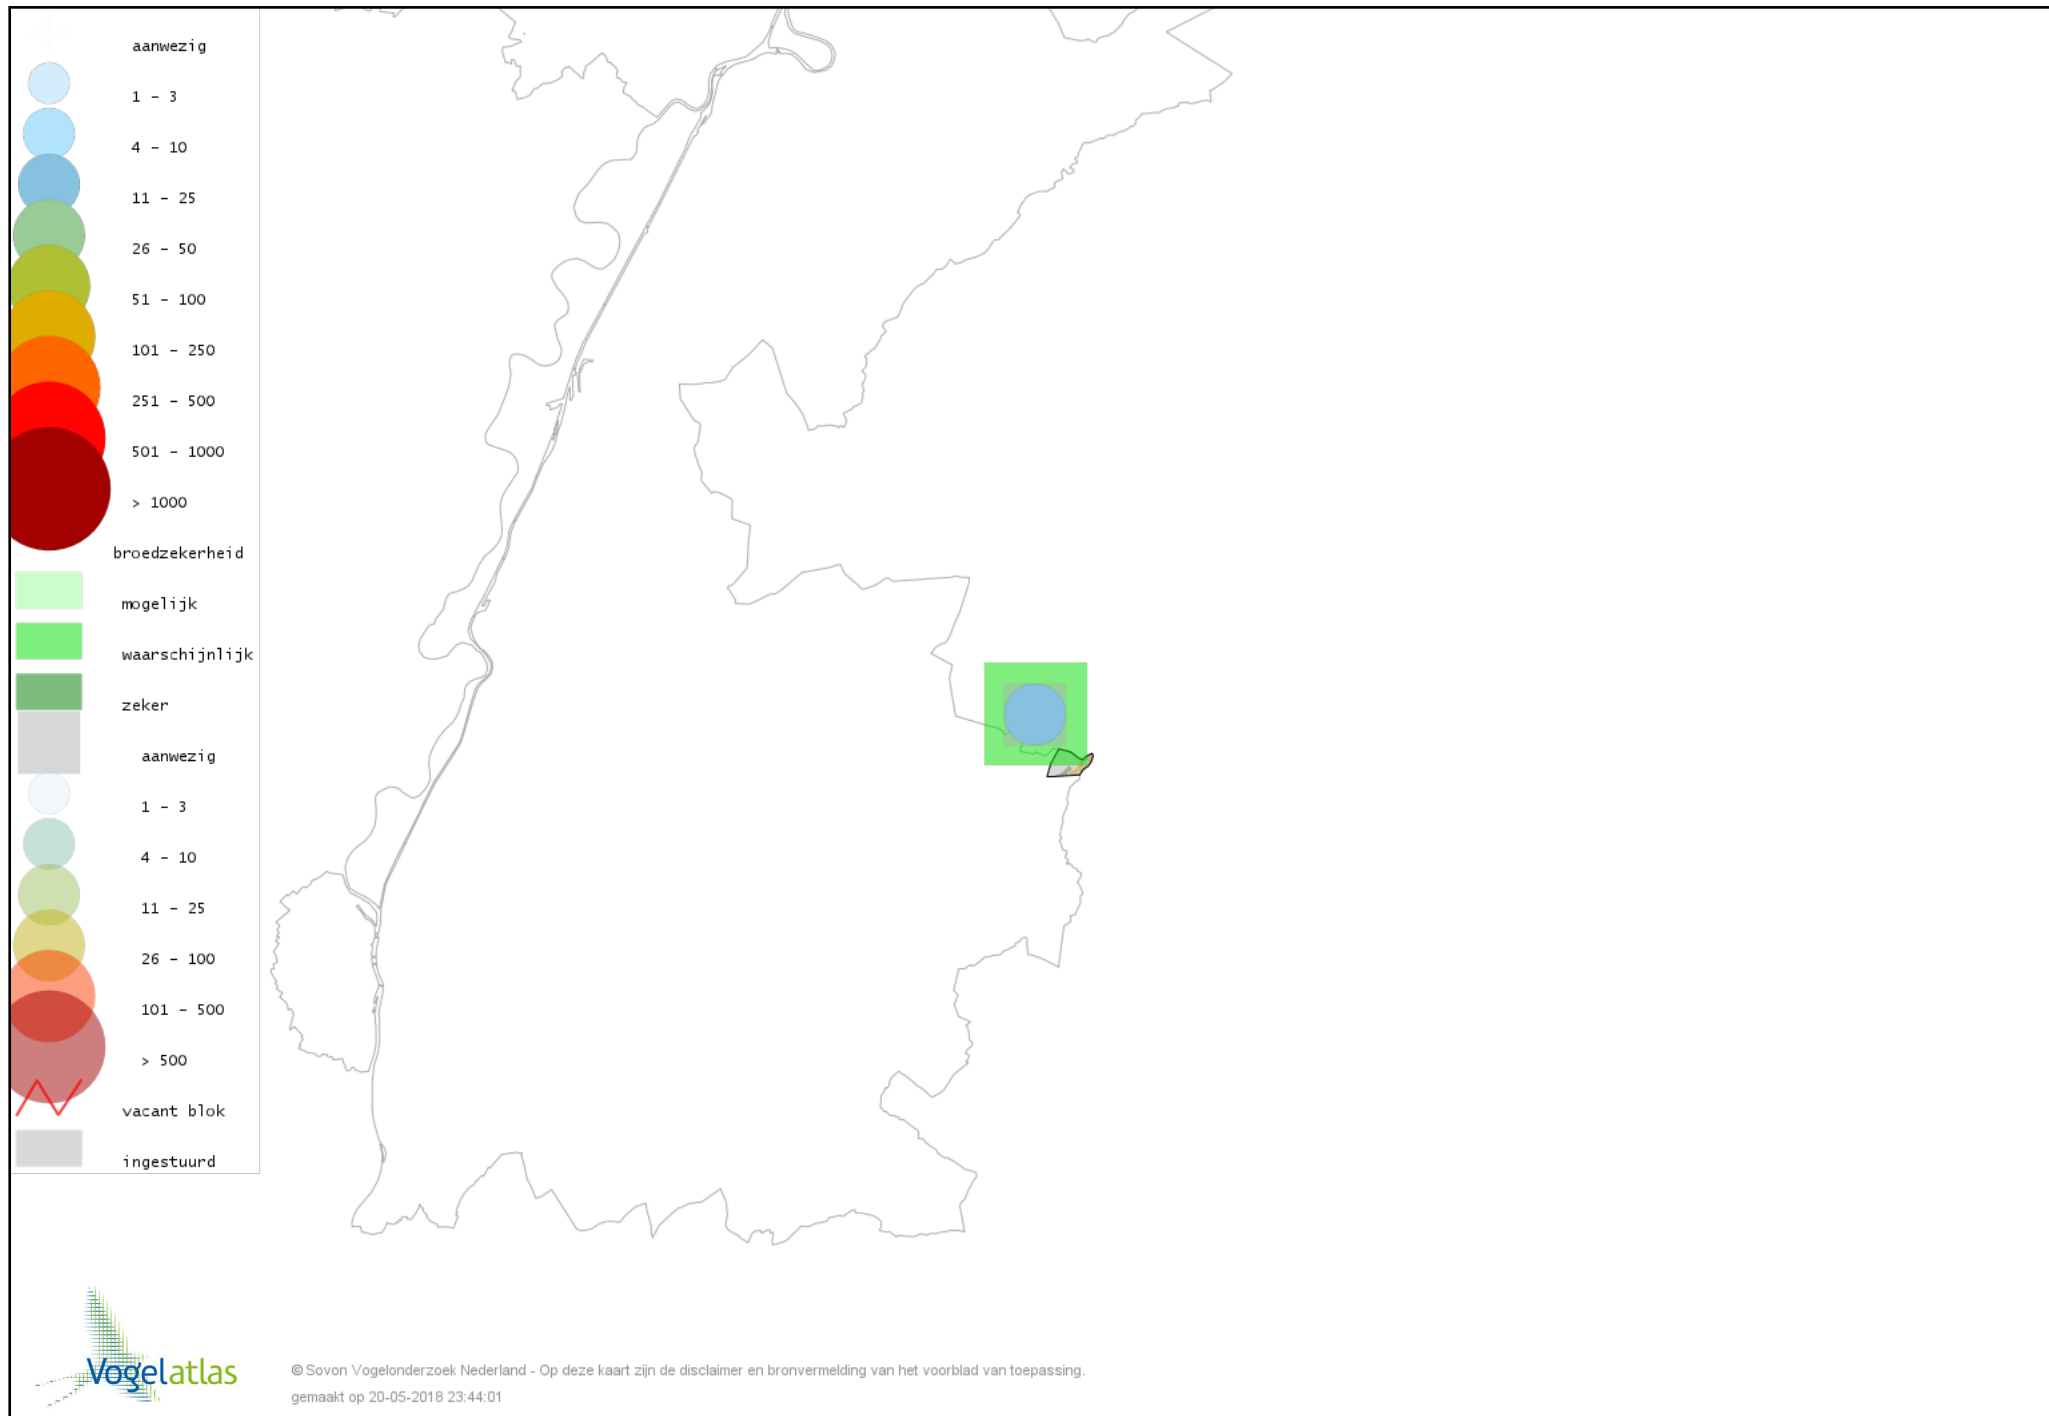 aanwezig
1 - 3
4 - 10
11 - 25
26 - 50
51 - 100
101 - 250
251 - 500
501 - 1000
> 1000
broedzekerheid
mogelijk
waarschijnlijk
zeker
aanwezig
1 - 3
4 - 10
11 - 25
26 - 100
101 - 500
> 500
vacant blok
ingestuurd
Vogelatlas
© Sovon Vogelonderzoek Nederland - Op deze kaart zijn de disclaimer en bronvermelding van het voorblad van toepassing.
gemaakt op 20-05-2018 23:44:01